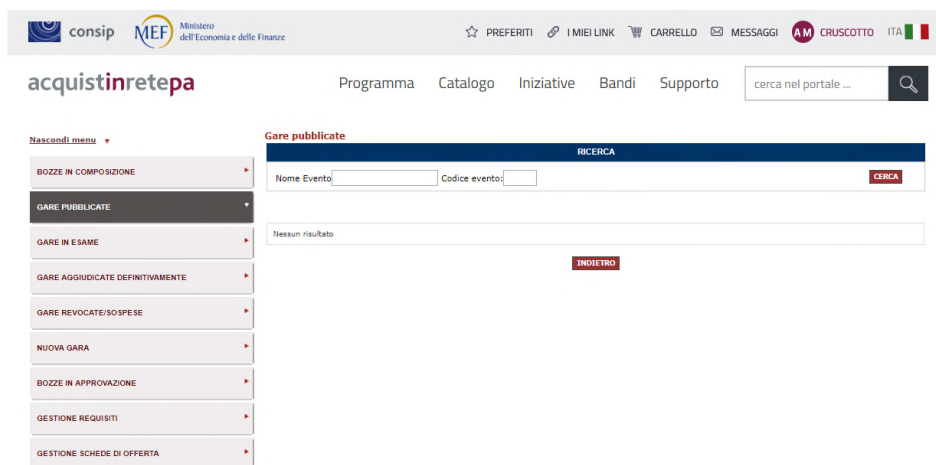 consip MEF Ministero dell'Economia e delle Finanze PREFERITI I MIEI LINK CARRELLO MESSAGGI AM CRUSCOTTO ITA
acquistinretepa Programma Catalogo Iniziative Bandi Supporto cerca nel portale ...
Nascondi menu
BOZZE IN COMPOSIZIONE
GARE PUBBLICATE
GARE IN ESAME
GARE AGGIUDICATE DEFINITIVAMENTE
GARE REVOCATE/SOSPESE
NUOVA GARA
BOZZE IN APPROVAZIONE
GESTIONE REQUISITI
GESTIONE SCHEDE DI OFFERTA
Gare pubblicate
RICERCA
Nome Evento Codice evento: CERCA
Nessun risultato
INDIETRO